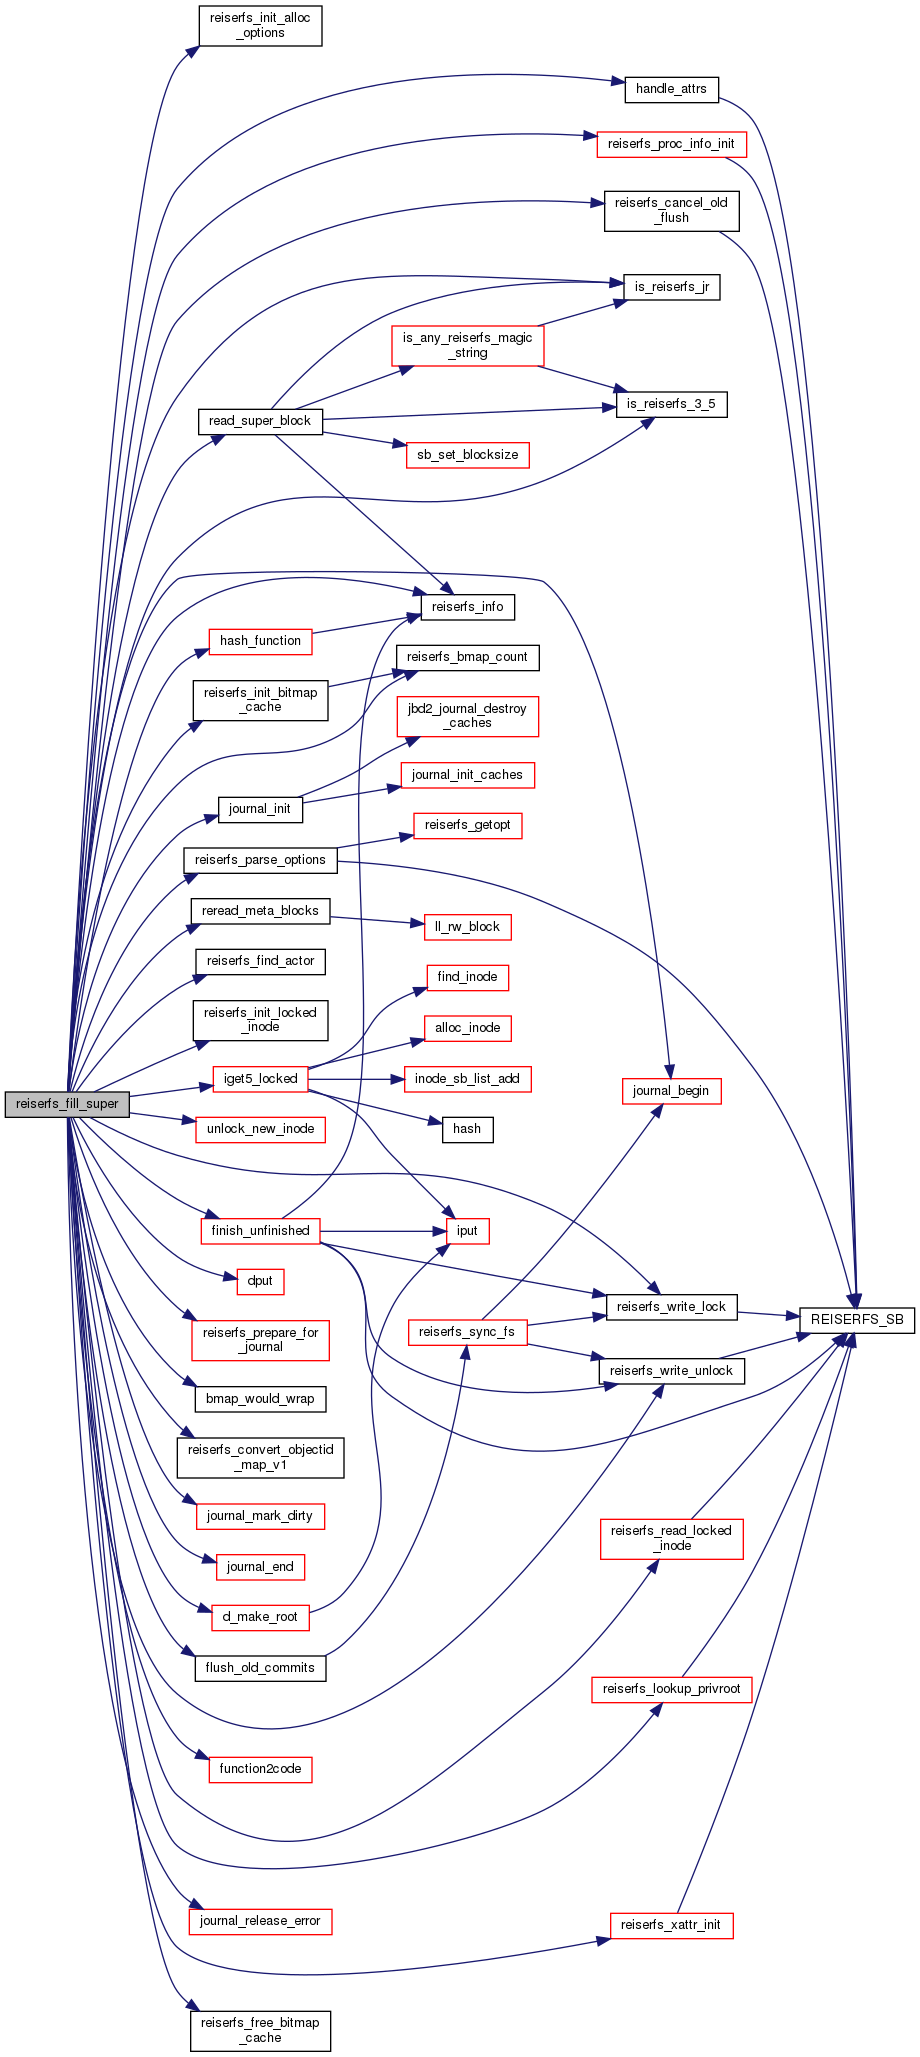 reiserfs_init_alloc
_options
handle_attrs
reiserfs_proc_info_init
reiserfs_cancel_old
_flush
is_reiserfs_jr
is_any_reiserfs_magic
_string
is_reiserfs_3_5
read_super_block
sb_set_blocksize
reiserfs_info
hash_function
reiserfs_bmap_count
reiserfs_init_bitmap
_cache
jbd2_journal_destroy
_caches
journal_init_caches
journal_init
reiserfs_getopt
reiserfs_parse_options
reread_meta_blocks
ll_rw_block
reiserfs_find_actor
find_inode
reiserfs_init_locked
_inode
alloc_inode
iget5_locked
inode_sb_list_add
journal_begin
reiserfs_fill_super
unlock_new_inode
hash
finish_unfinished
iput
dput
reiserfs_write_lock
REISERFS_SB
reiserfs_prepare_for
_journal
reiserfs_sync_fs
reiserfs_write_unlock
bmap_would_wrap
reiserfs_convert_objectid
_map_v1
journal_mark_dirty
reiserfs_read_locked
_inode
journal_end
d_make_root
flush_old_commits
reiserfs_lookup_privroot
function2code
journal_release_error
reiserfs_xattr_init
reiserfs_free_bitmap
_cache